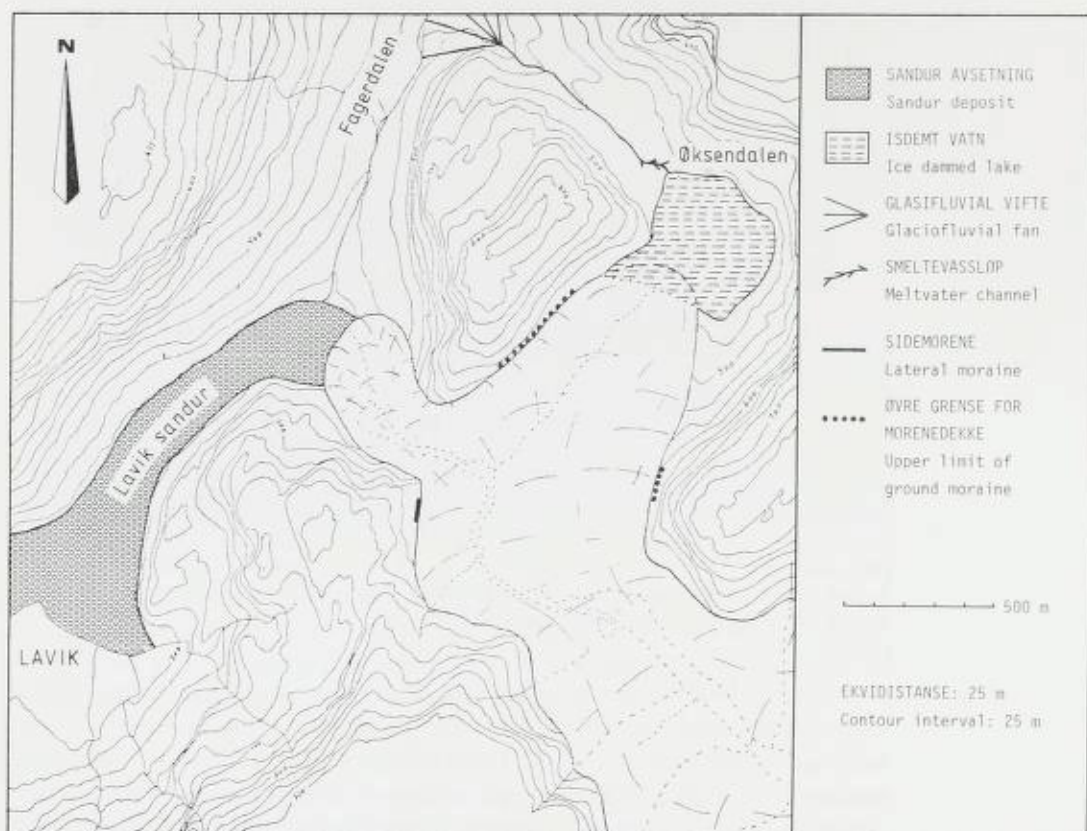 N
Fagerdalen
Øksendalen
Lavik sandur
LAVIK
SANDUR AVSETNING
Sandur deposit
ISDEMT VATN
Ice dammed lake
GLASIFLUVIAL VIFTE
Glaciofluvial fan
SMELTEVASSLØP
Meltvater channel
SIDEMORENE
Lateral moraine
ØVRE GRENSE FOR
MORENEDEKKE
Upper limit of
ground moraine
500 m
EKVIDISTANSE: 25 m
Contour interval: 25 m